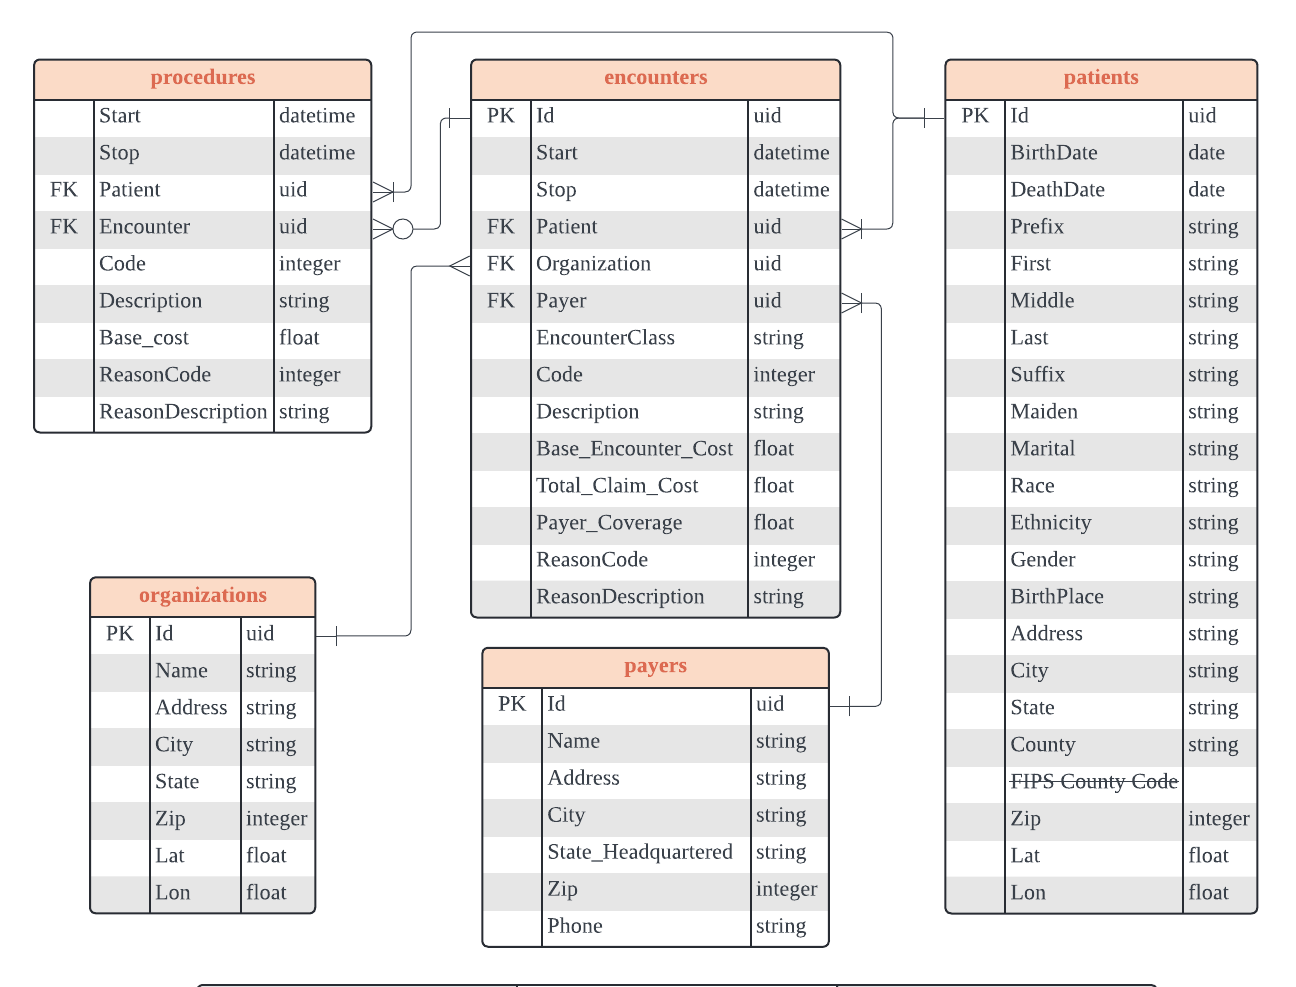 procedures
Start datetime
Stop datetime
FK Patient uid
FK Encounter uid
Code integer
Description string
Base_cost float
ReasonCode integer
ReasonDescription string
encounters
PK Id uid
Start datetime
Stop datetime
FK Patient uid
FK Organization uid
FK Payer uid
EncounterClass string
Code integer
Description string
Base_Encounter_Cost float
Total_Claim_Cost float
Payer_Coverage float
ReasonCode integer
ReasonDescription string
patients
PK Id uid
BirthDate date
DeathDate date
Prefix string
First string
Middle string
Last string
Suffix string
Maiden string
Marital string
Race string
Ethnicity string
Gender string
BirthPlace string
Address string
City string
State string
County string
FIPS County Code
Zip integer
Lat float
Lon float
organizations
PK Id uid
Name string
Address string
City string
State string
Zip integer
Lat float
Lon float
payers
PK Id uid
Name string
Address string
City string
State_Headquartered string
Zip integer
Phone string